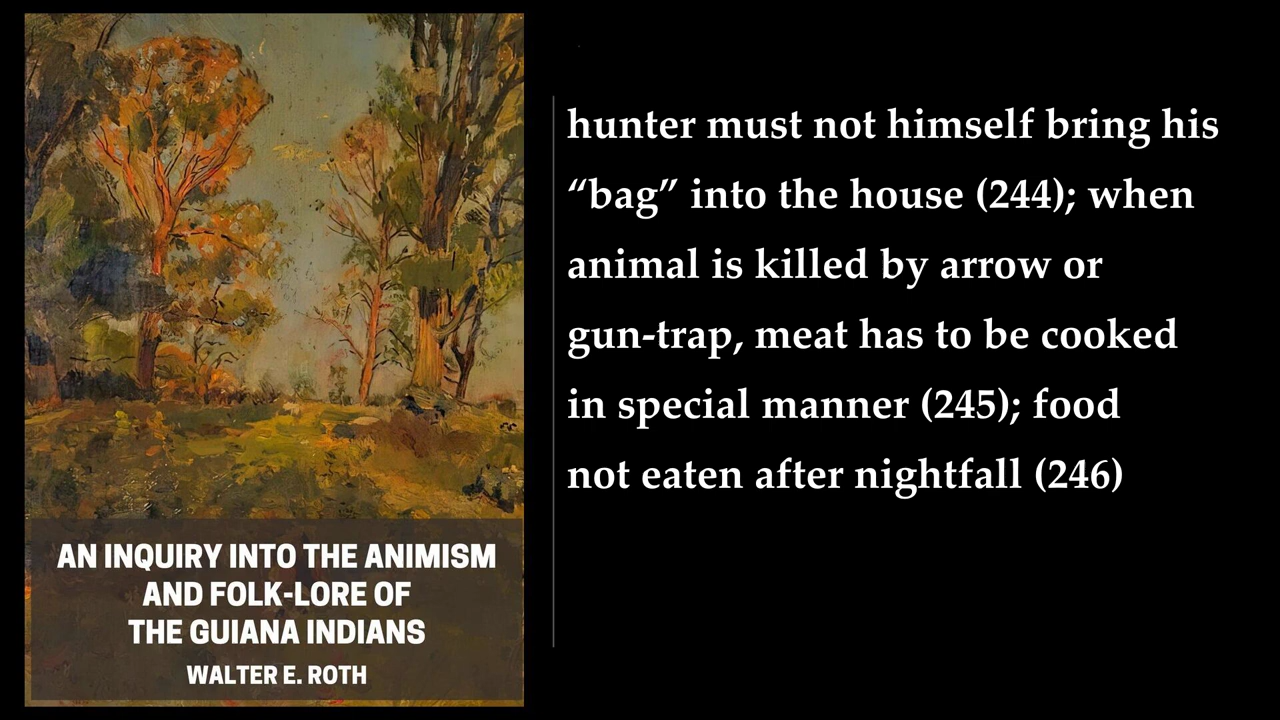 hunter must not himself bring his
“bag” into the house (244); when
animal is killed by arrow or
gun-trap, meat has to be cooked
in special manner (245); food
not eaten after nightfall (246)
AN INQUIRY INTO THE ANIMISM
AND FOLK-LORE OF
THE GUIANA INDIANS
WALTER E. ROTH